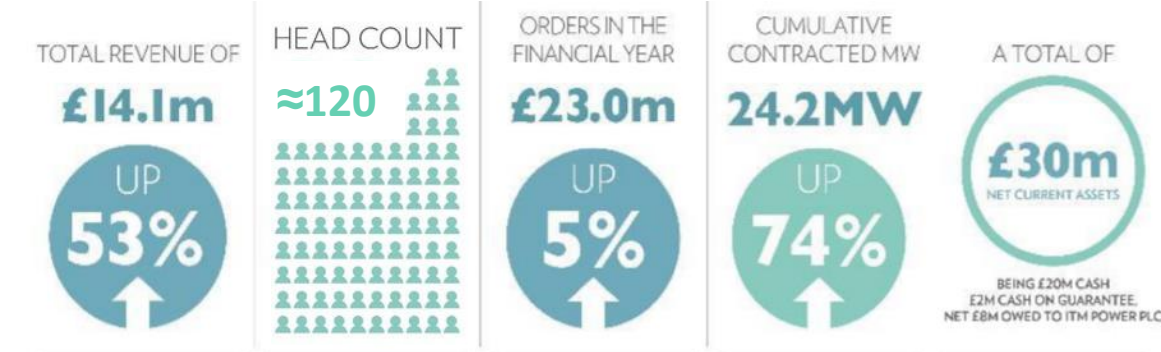 TOTAL REVENUE OF
£14.1m
UP
53%
HEAD COUNT
≈120
ORDERS IN THE
FINANCIAL YEAR
£23.0m
UP
5%
CUMULATIVE
CONTRACTED MW
24.2MW
UP
74%
A TOTAL OF
£30m
NET CURRENT ASSETS
BEING £20M CASH
£2M CASH ON GUARANTEE,
NET £8M OWED TO ITM POWER PLC